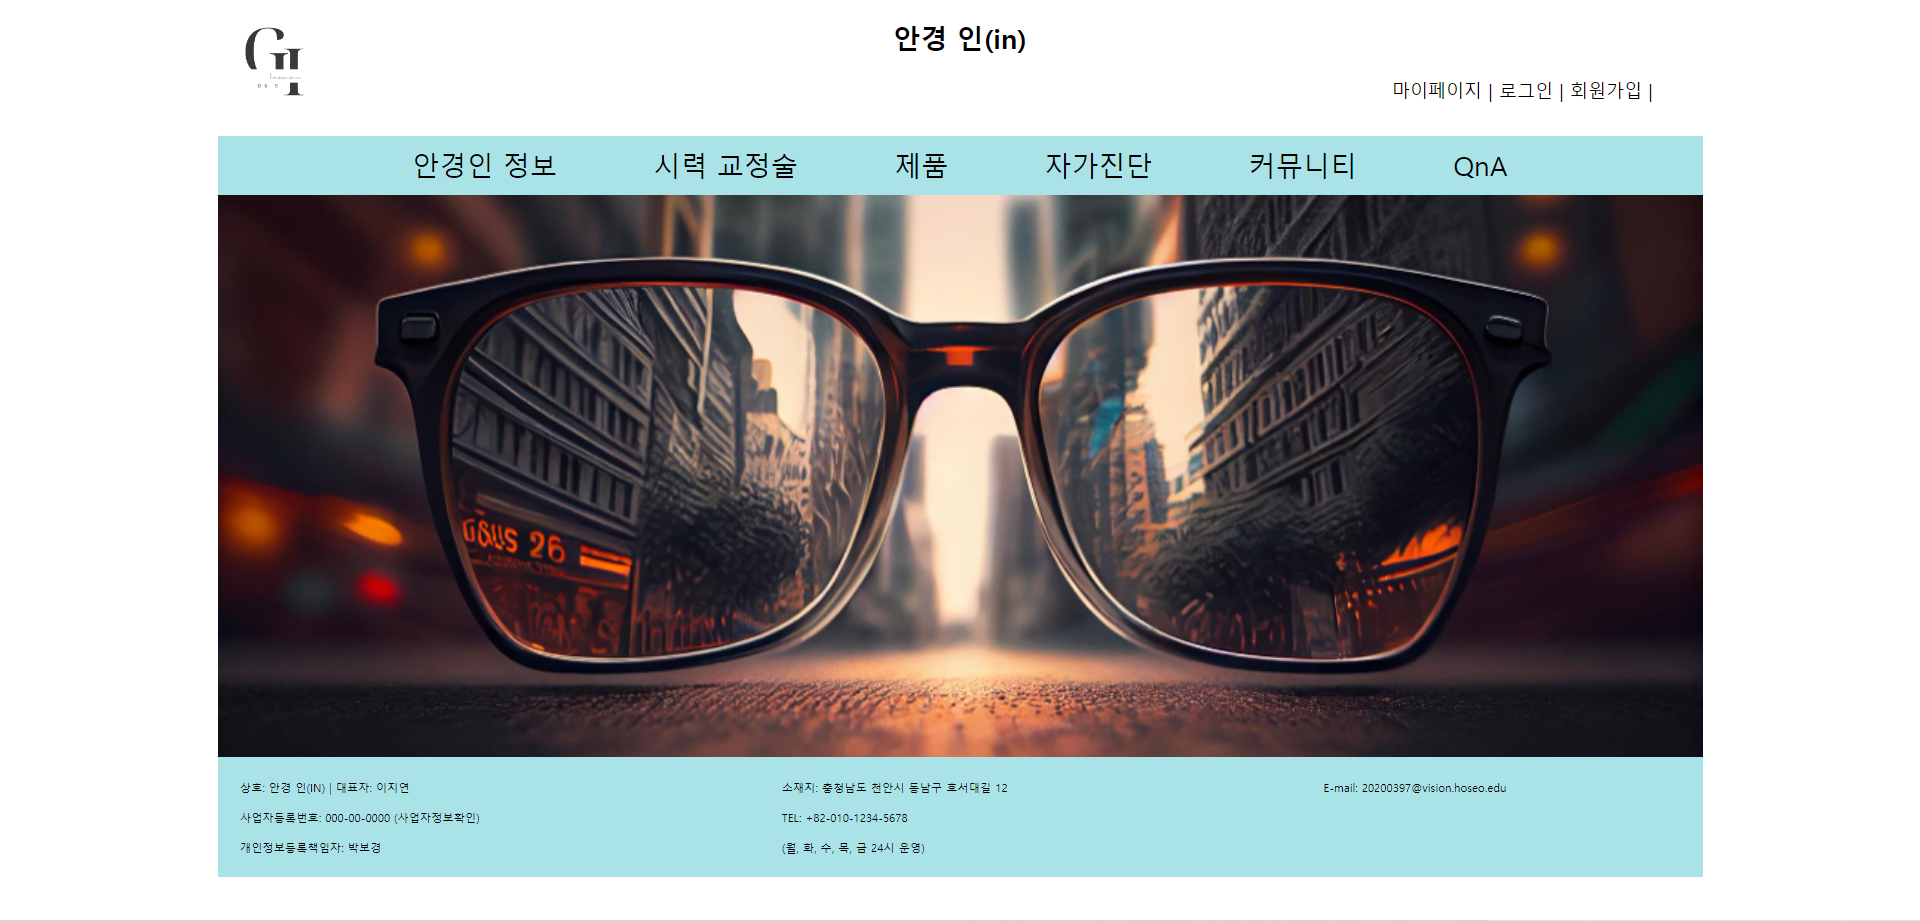 GI
안경 인(in)
마이페이지 | 로그인 | 회원가입 |
안경인 정보 시력 교정술 제품 자가진단 커뮤니티 QnA
G&US 26
상호: 안경 인(IN) | 대표자: 이지연
사업자등록번호: 000-00-0000 (사업자정보확인)
개인정보등록책임자: 박보경
소재지: 충청남도 천안시 동남구 호서대길 12
TEL: +82-010-1234-5678
(월, 화, 수, 목, 금 24시 운영)
E-mail: 20200397@vision.hoseo.edu